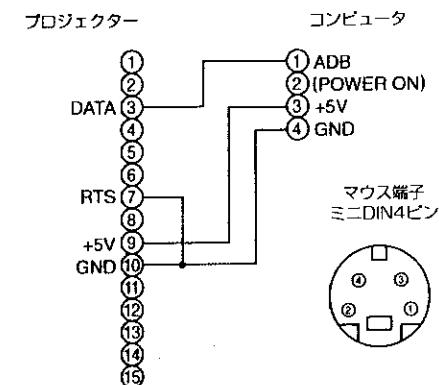 プロジェクター
①
②
DATA ③
④
⑤
⑥
RTS ⑦
⑧
+5V ⑨
GND ⑩
⑪
⑫
⑬
⑭
⑮
コンピュータ
① ADB
② (POWER ON)
③ +5V
④ GND
マウス端子
ミニDIN4ピン
④ ③
② ①